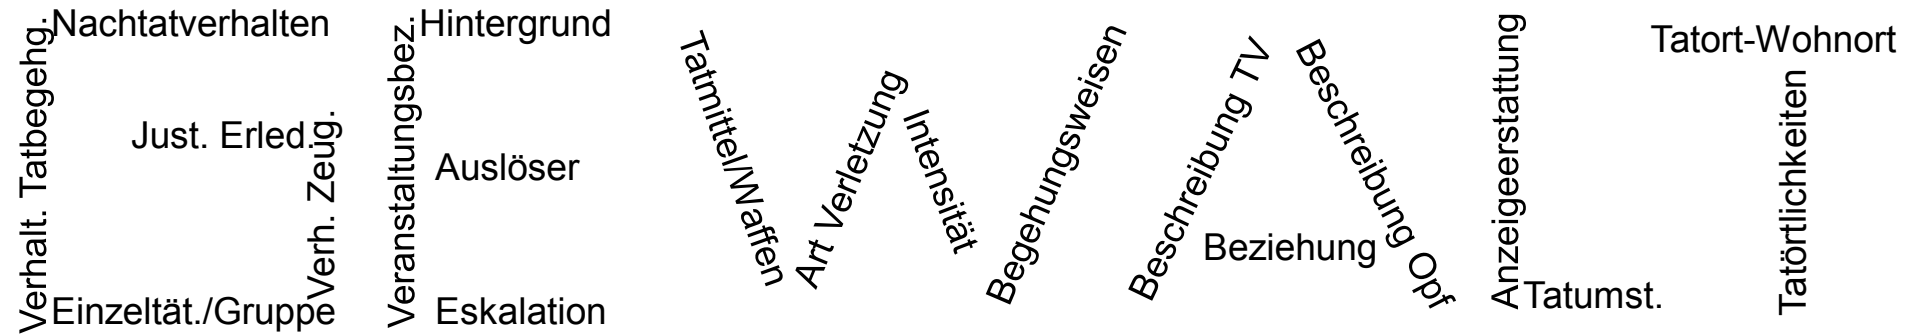 Nachtatverhalten
Verhalt. Tatbegehg.
Just. Erled.
Verh. Zeug.
Einzeltät./Gruppe
Veranstaltungsbez.
Hintergrund
Auslöser
Eskalation
Tatmittel/Waffen
Art Verletzung
Intensität
Begehungsweisen
Beschreibung TV
Beziehung
Beschreibung Opf
Anzeigeerstattung
Tatumst.
Tatort-Wohnort
Tatörtlichkeiten